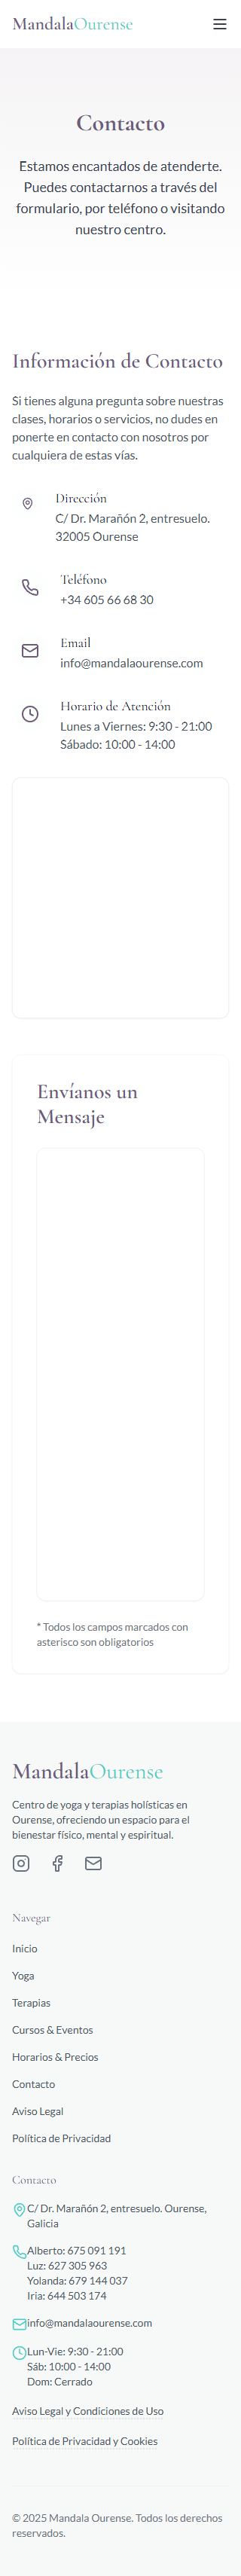 MandalaOurense
Contacto
Estamos encantados de atenderte.
Puedes contactarnos a través del
formulario, por teléfono o visitando
nuestro centro.
Información de Contacto
Si tienes alguna pregunta sobre nuestras
clases, horarios o servicios, no dudes en
ponerte en contacto con nosotros por
cualquiera de estas vías.
Dirección
C/ Dr. Marañón 2, entresuelo.
32005 Ourense
Teléfono
+34 605 66 68 30
Email
info@mandalaourense.com
Horario de Atención
Lunes a Viernes: 9:30 - 21:00
Sábado: 10:00 - 14:00
Envíanos un
Mensaje
* Todos los campos marcados con
asterisco son obligatorios
MandalaOurense
Centro de yoga y terapias holísticas en
Ourense, ofreciendo un espacio para el
bienestar físico, mental y espiritual.
Navegar
Inicio
Yoga
Terapias
Cursos & Eventos
Horarios & Precios
Contacto
Aviso Legal
Política de Privacidad
Contacto
C/ Dr. Marañón 2, entresuelo. Ourense,
Galicia
Alberto: 675 091 191
Luz: 627 305 963
Yolanda: 679 144 037
Iria: 644 503 174
info@mandalaourense.com
Lun-Vie: 9:30 - 21:00
Sáb: 10:00 - 14:00
Dom: Cerrado
Aviso Legal y Condiciones de Uso
Política de Privacidad y Cookies
© 2025 Mandala Ourense. Todos los derechos
reservados.